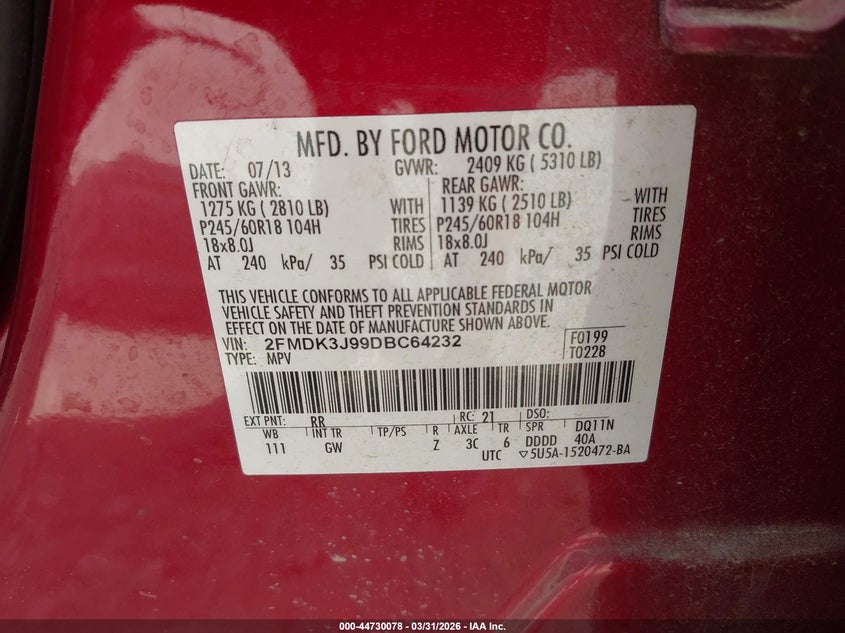 MFD. BY FORD MOTOR CO.
DATE: 07/13 GVWR: 2409 KG ( 5310 LB)
FRONT GAWR: REAR GAWR:
1275 KG ( 2810 LB) WITH 1139 KG ( 2510 LB) WITH
P245/60R18 104H TIRES P245/60R18 104H TIRES
18x8.0J RIMS 18x8.0J RIMS
AT 240 kPa/ 35 PSI COLD AT 240 kPa/ 35 PSI COLD
THIS VEHICLE CONFORMS TO ALL APPLICABLE FEDERAL MOTOR
VEHICLE SAFETY AND THEFT PREVENTION STANDARDS IN
EFFECT ON THE DATE OF MANUFACTURE SHOWN ABOVE.
VIN: 2FMDK3J99DBC64232 F0199
TYPE: MPV T0228
EXT PNT: RR RC: 21 DSO:
WB INT TR TP/PS R AXLE TR SPR DQ11N
111 GW Z 3C 6 DDDD 40A
UTC ▽5U5A-1520472-BA
000-44730078 - 03/31/2026 - IAA Inc.